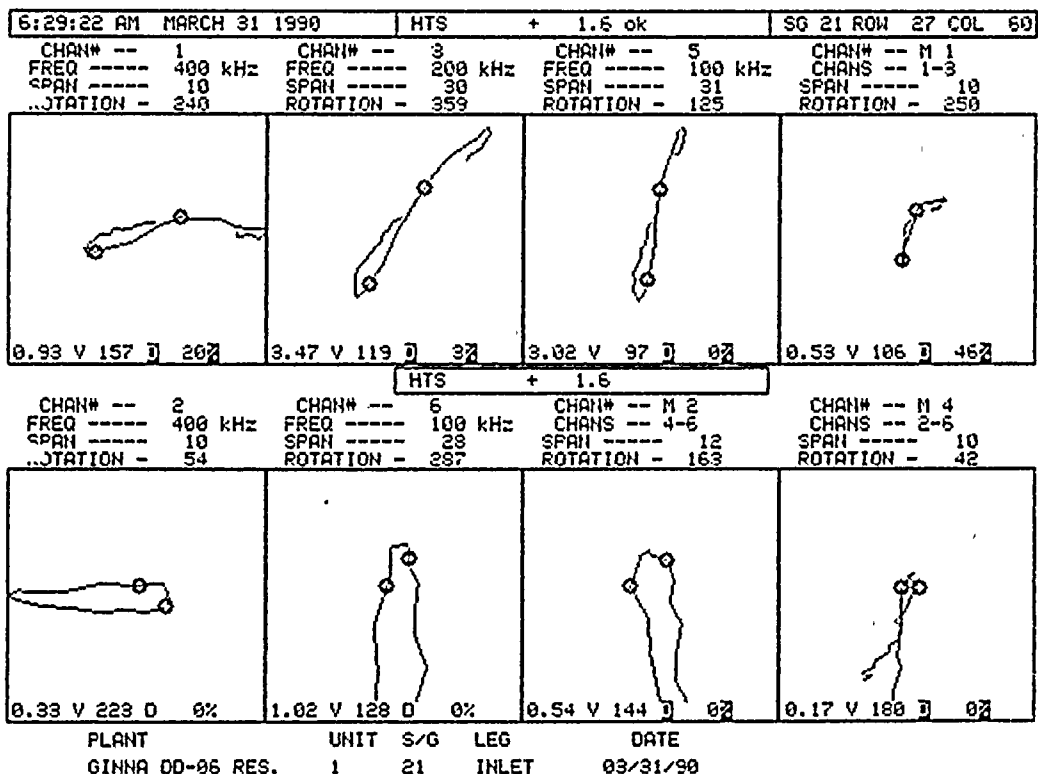 6:29:22 AM MARCH 31 1990 HTS + 1.6 ok SG 21 ROW 27 COL 60
CHAN# -- 1 CHAN# -- 3 CHAN# -- 5 CHAN# -- M 1
FREQ ----- 400 kHz FREQ ----- 200 kHz FREQ ----- 100 kHz CHANS -- 1-3
SPAN ----- 10 SPAN ----- 30 SPAN ----- 31 SPAN ----- 10
..OTATION - 240 ROTATION - 359 ROTATION - 125 ROTATION - 250
0.93 V 157 D 20% 3.47 V 119 D 3% 3.02 V 97 D 0% 0.53 V 106 D 46%
HTS + 1.6
CHAN# -- 2 CHAN# -- 6 CHAN# -- M 2 CHAN# -- M 4
FREQ ----- 400 kHz FREQ ----- 100 kHz CHANS -- 4-6 CHANS -- 2-6
SPAN ----- 10 SPAN ----- 28 SPAN ----- 12 SPAN ----- 10
..OTATION - 54 ROTATION - 287 ROTATION - 163 ROTATION - 42
0.33 V 223 D 0% 1.02 V 128 D 0% 0.54 V 144 D 0% 0.17 V 180 D 0%
PLANT UNIT S/G LEG DATE
GINNA DD-06 RES. 1 21 INLET 03/31/90